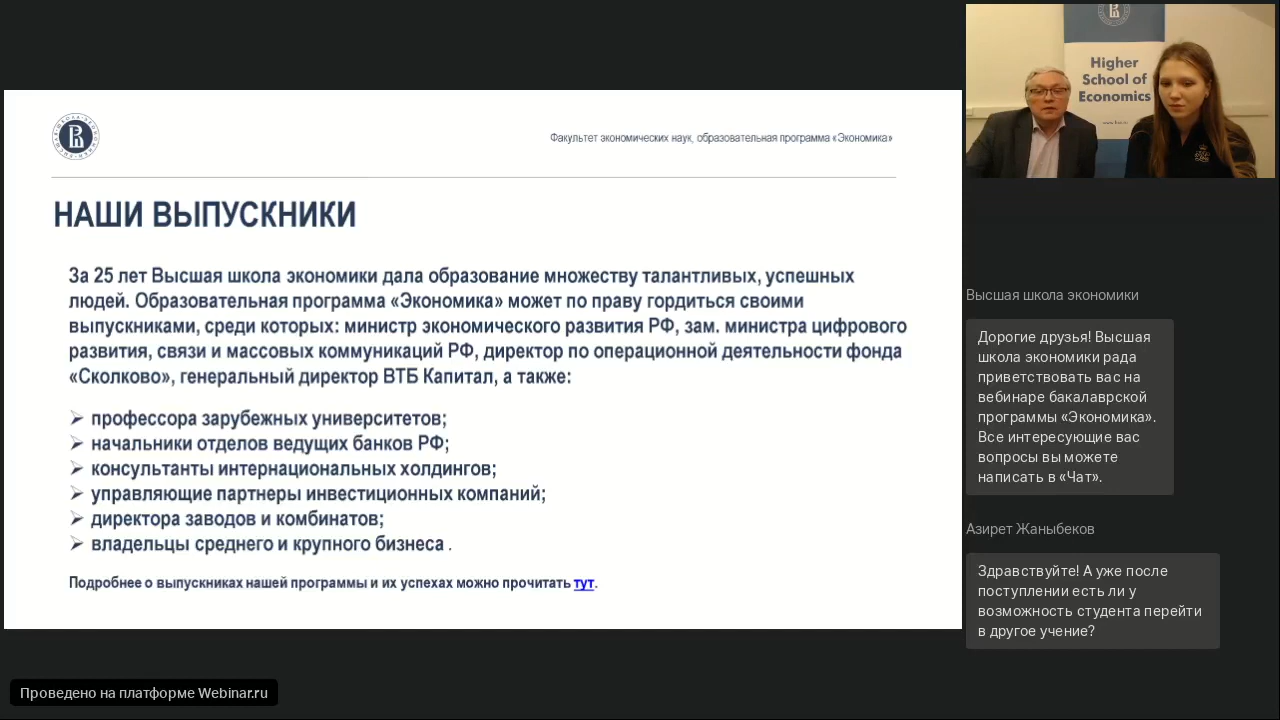 Факультет экономических наук, образовательная программа «Экономика»
НАШИ ВЫПУСКНИКИ
За 25 лет Высшая школа экономики дала образование множеству талантливых, успешных
людей. Образовательная программа «Экономика» может по праву гордиться своими
выпускниками, среди которых: министр экономического развития РФ, зам. министра цифрового
развития, связи и массовых коммуникаций РФ, директор по операционной деятельности фонда
«Сколково», генеральный директор ВТБ Капитал, а также:
профессора зарубежных университетов;
начальники отделов ведущих банков РФ;
консультанты интернациональных холдингов;
управляющие партнеры инвестиционных компаний;
директора заводов и комбинатов;
владельцы среднего и крупного бизнеса .
Подробнее о выпускниках нашей программы и их успехах можно прочитать тут.
Higher
School of
Economics
Высшая школа экономики
Дорогие друзья! Высшая
школа экономики рада
приветствовать вас на
вебинаре бакалаврской
программы «Экономика».
Все интересующие вас
вопросы вы можете
написать в «Чат».
Азирет Жаныбеков
Здравствуйте! А уже после
поступлении есть ли у
возможность студента перейти
в другое учение?
Проведено на платформе Webinar.ru